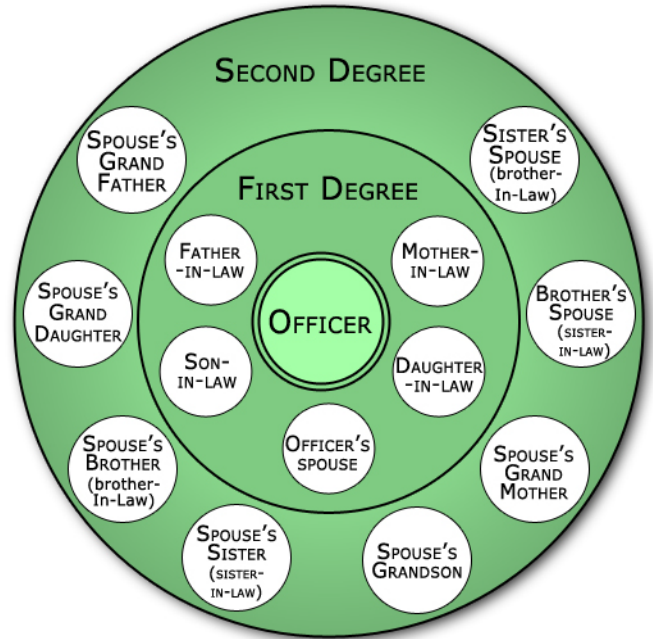 SECOND DEGREE
SPOUSE'S
GRAND
FATHER
SISTER'S
SPOUSE
(brother-
In-Law)
FIRST DEGREE
FATHER
-IN-LAW
MOTHER-
IN-LAW
SPOUSE'S
GRAND
DAUGHTER
OFFICER
BROTHER'S
SPOUSE
(SISTER-
IN-LAW)
SON-
IN-LAW
DAUGHTER
-IN-LAW
SPOUSE'S
BROTHER
(brother-
In-Law)
OFFICER'S
SPOUSE
SPOUSE'S
GRAND
MOTHER
SPOUSE'S
SISTER
(SISTER-
IN-LAW)
SPOUSE'S
GRANDSON